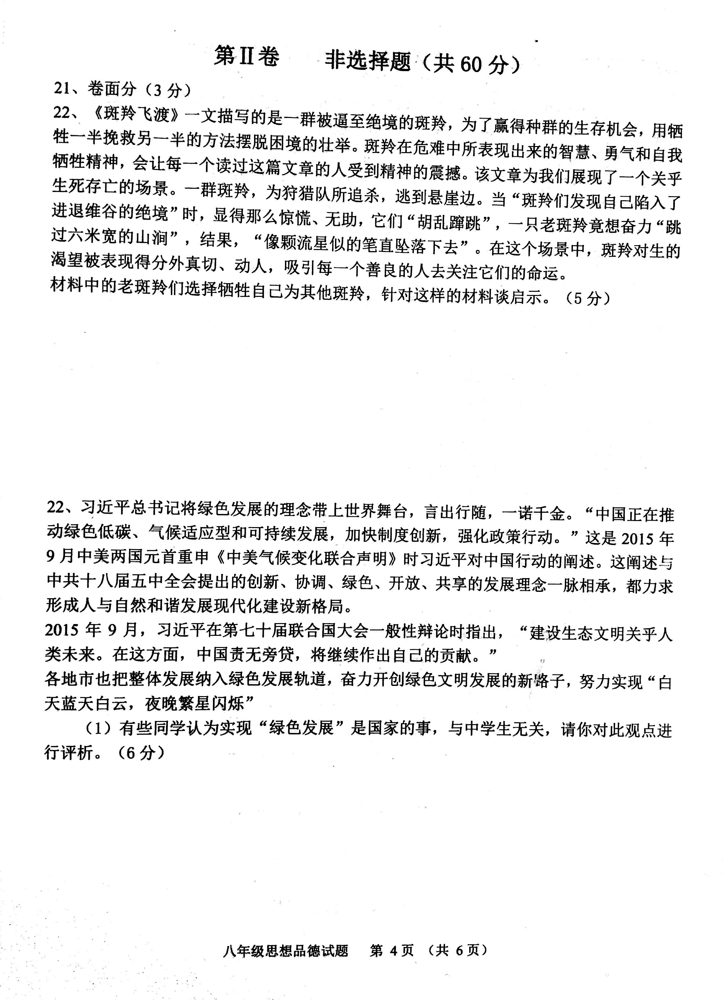 第Ⅱ卷 非选择题（共60分）
21、卷面分（3分）
22、《斑羚飞渡》一文描写的是一群被逼至绝境的斑羚，为了赢得种群的生存机会，用牺
牲一半挽救另一半的方法摆脱困境的壮举。斑羚在危难中所表现出来的智慧、勇气和自我
牺牲精神，会让每一个读过这篇文章的人受到精神的震撼。该文章为我们展现了一个关乎
生死存亡的场景。一群斑羚，为狩猎队所追杀，逃到悬崖边。当“斑羚们发现自己陷入了
进退维谷的绝境”时，显得那么惊慌、无助，它们“胡乱蹿跳”，一只老斑羚竟想奋力“跳
过六米宽的山涧”，结果，“像颗流星似的笔直坠落下去”。在这个场景中，斑羚对生的
渴望被表现得分外真切、动人，吸引每一个善良的人去关注它们的命运。
材料中的老斑羚们选择牺牲自己为其他斑羚，针对这样的材料谈启示。（5分）
22、习近平总书记将绿色发展的理念带上世界舞台，言出行随，一诺千金。“中国正在推
动绿色低碳、气候适应型和可持续发展，加快制度创新，强化政策行动。”这是2015年
9月中美两国元首重申《中美气候变化联合声明》时习近平对中国行动的阐述。这阐述与
中共十八届五中全会提出的创新、协调、绿色、开放、共享的发展理念一脉相承，都力求
形成人与自然和谐发展现代化建设新格局。
2015年9月，习近平在第七十届联合国大会一般性辩论时指出，“建设生态文明关乎人
类未来。在这方面，中国责无旁贷，将继续作出自己的贡献。”
各地市也把整体发展纳入绿色发展轨道，奋力开创绿色文明发展的新路子，努力实现“白
天蓝天白云，夜晚繁星闪烁”
（1）有些同学认为实现“绿色发展”是国家的事，与中学生无关，请你对此观点进
行评析。（6分）
八年级思想品德试题 第4页（共6页）